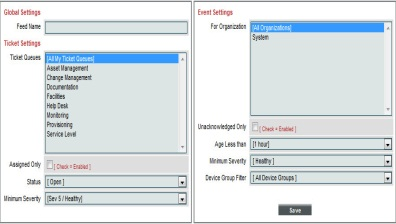 Global Settings
Feed Name
Ticket Settings
Ticket Queues
[All My Ticket Queues]
Asset Management
Change Management
Documentation
Facilities
Help Desk
Monitoring
Provisioning
Service Level
Assigned Only
[ Check = Enabled ]
Status
[ Open ]
Minimum Severity
[Sev 5 / Healthy]
Event Settings
For Organization
[All Organizations]
System
Unacknowledged Only
[ Check = Enabled ]
Age Less than
[1 hour]
Minimum Severity
[ Healthy ]
Device Group Filter
[ All Device Groups ]
Save